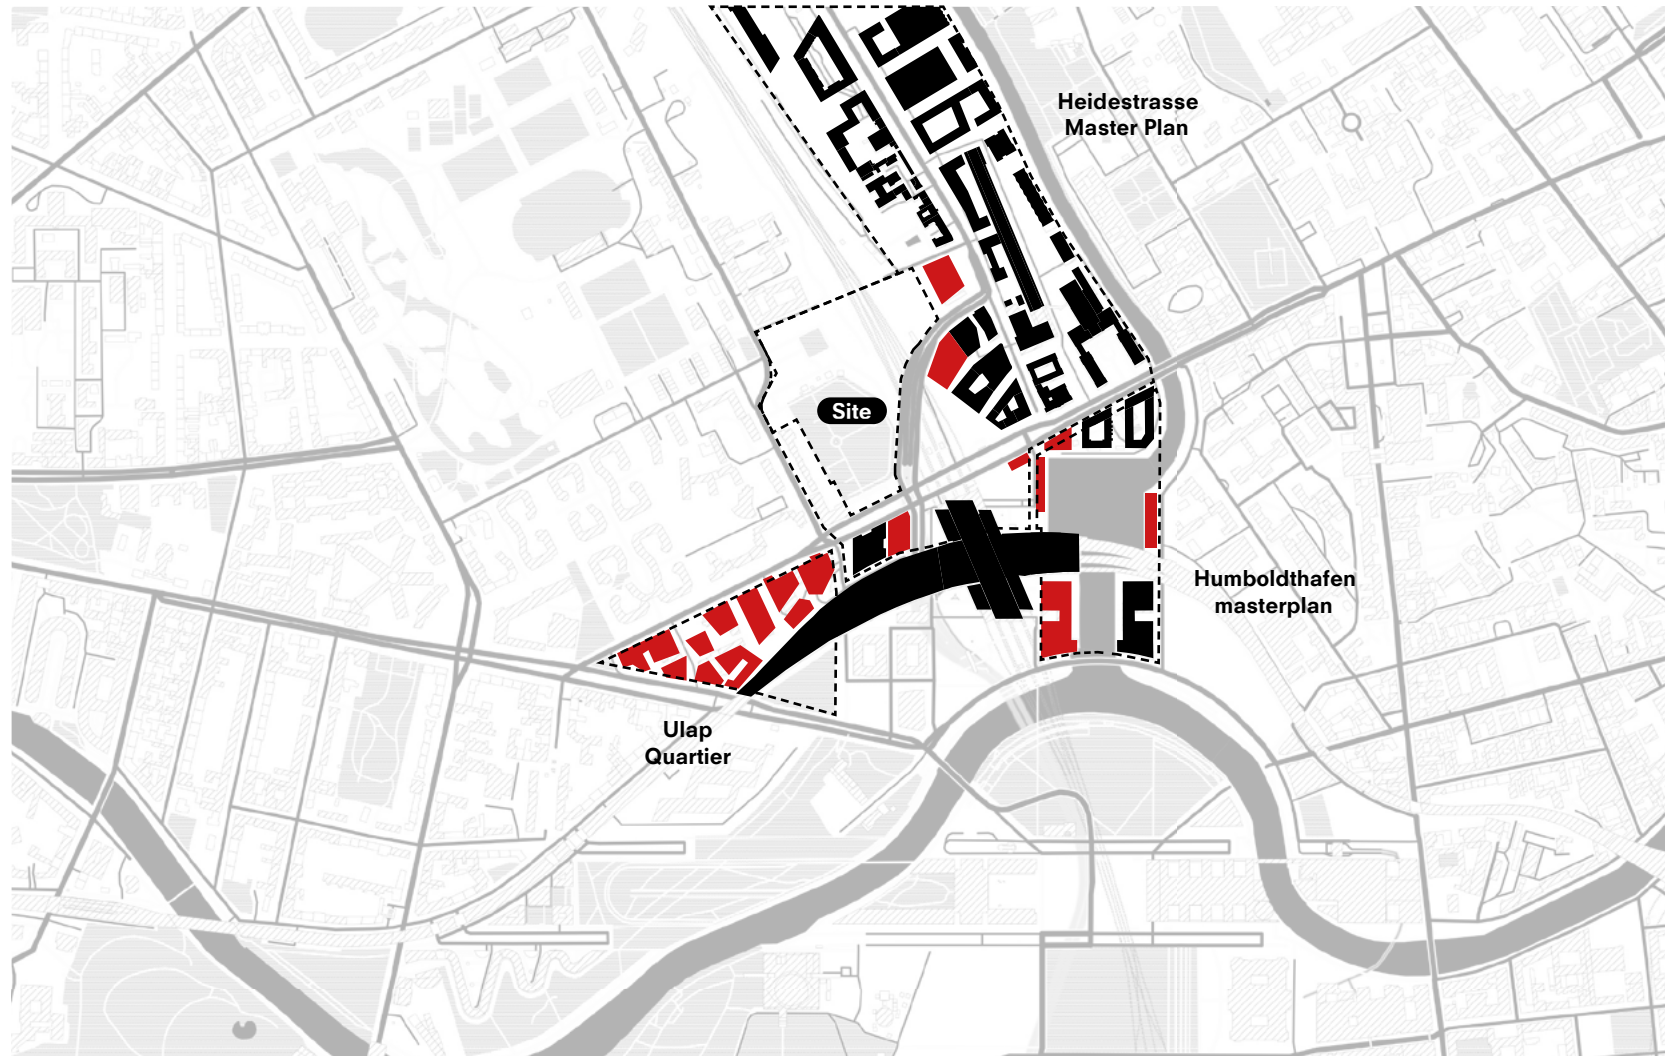 Heidestrasse
Master Plan
Site
Humboldthafen
masterplan
Ulap
Quartier